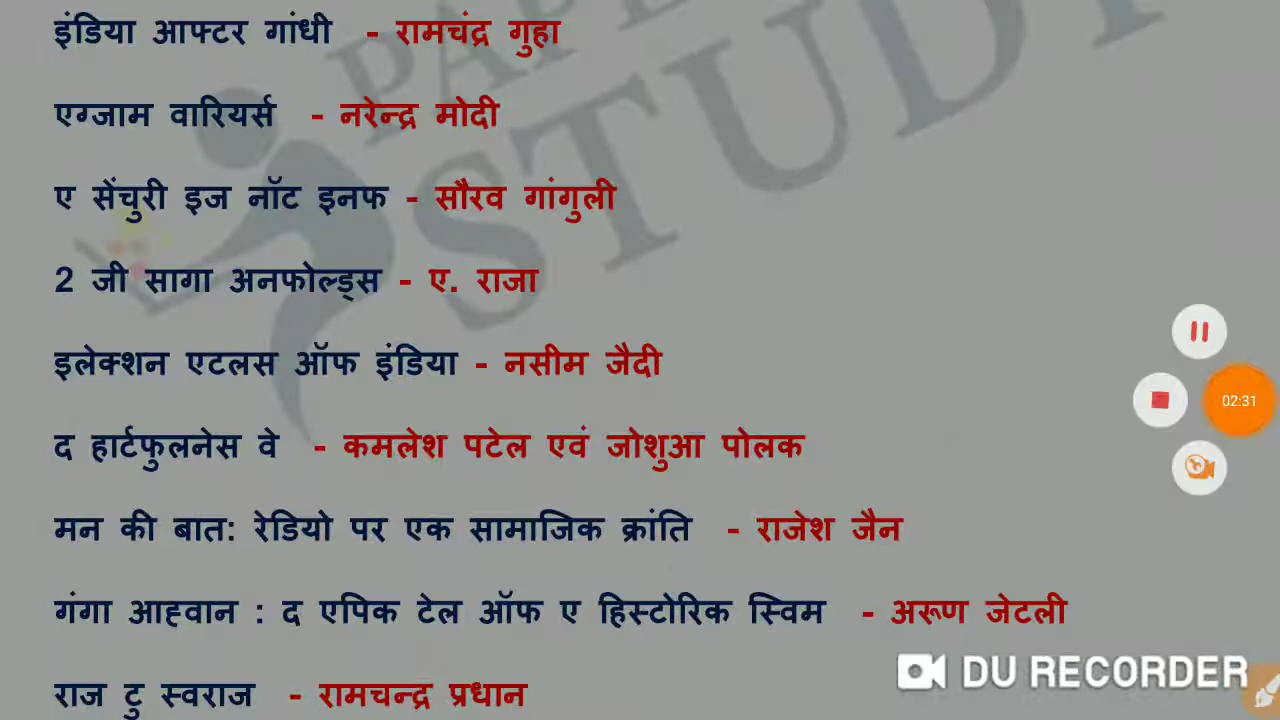 इंडिया आफ्टर गांधी - रामचंद्र गुहा
एग्जाम वारियर्स - नरेन्द्र मोदी
ए सेंचुरी इज नॉट इनफ - सौरव गांगुली
2 जी सागा अनफोल्ड्स - ए. राजा
इलेक्शन एटलस ऑफ इंडिया - नसीम जैदी
द हार्टफुलनेस वे - कमलेश पटेल एवं जोशुआ पोलक
मन की बात: रेडियो पर एक सामाजिक क्रांति - राजेश जैन
गंगा आह्वान : द एपिक टेल ऑफ ए हिस्टोरिक स्विम - अरूण जेटली
राज टु स्वराज - रामचन्द्र प्रधान
STUDY
02:31
DU RECORDER